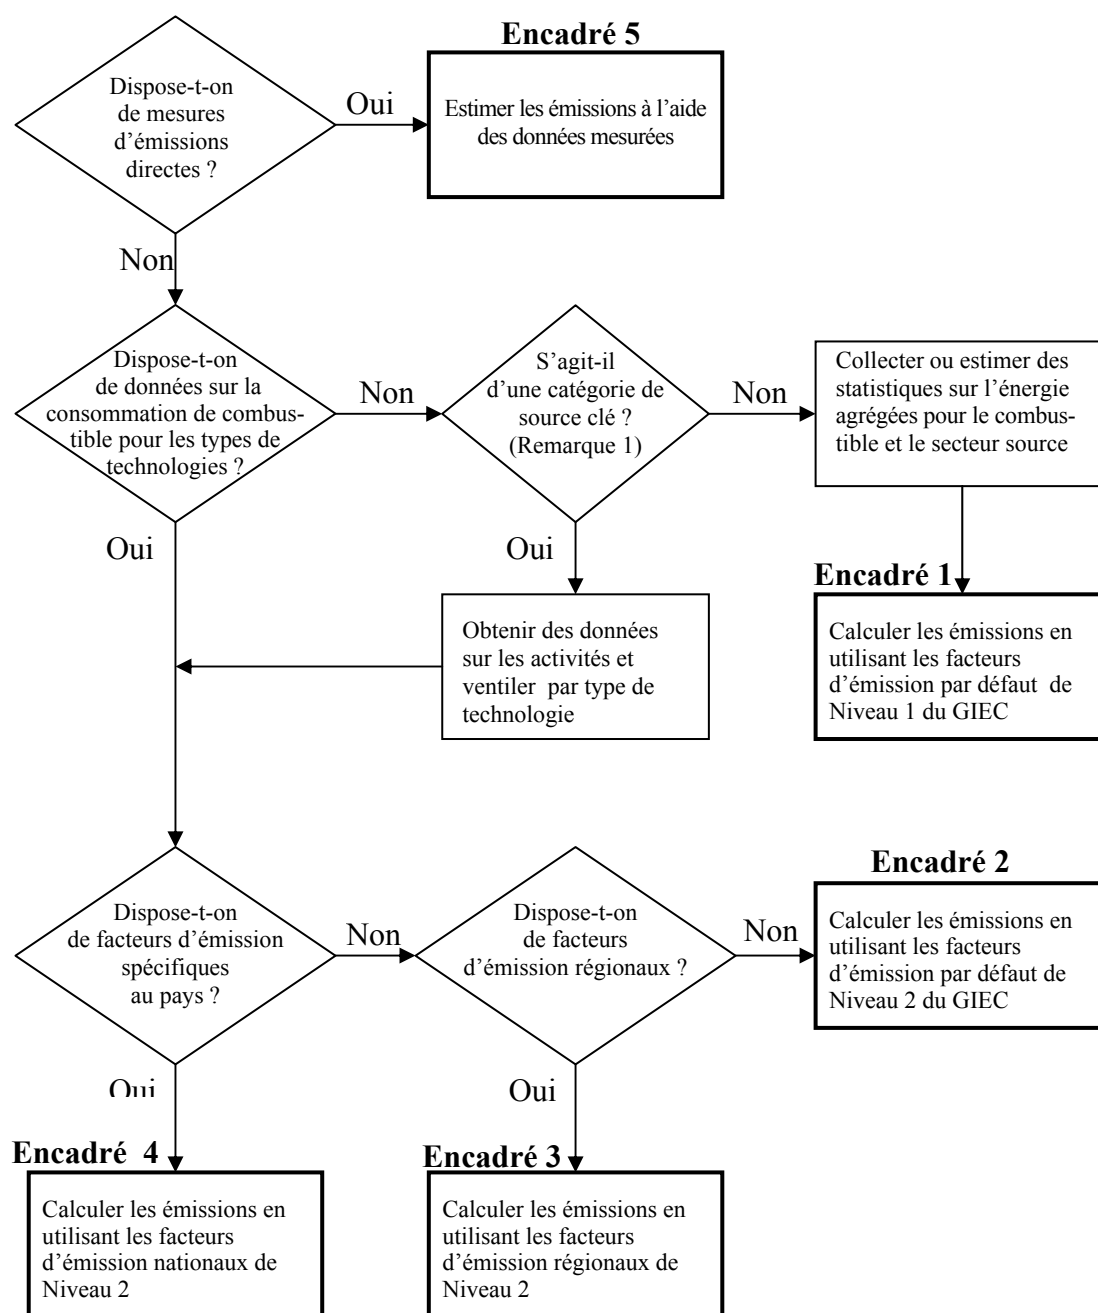 Encadré 5
Dispose-t-on
de mesures
d’émissions
directes ?
Oui
Estimer les émissions à l’aide
des données mesurées
Non
Dispose-t-on
de données sur la
consommation de combus-
tible pour les types de
technologies ?
Non
S’agit-il
d’une catégorie de
source clé ?
(Remarque 1)
Non
Collecter ou estimer des
statistiques sur l’énergie
agrégées pour le combus-
tible et le secteur source
Oui
Oui
Encadré 1
Obtenir des données
sur les activités et
ventiler par type de
technologie
Calculer les émissions en
utilisant les facteurs
d’émission par défaut de
Niveau 1 du GIEC
Encadré 2
Dispose-t-on
de facteurs d’émission
spécifiques
au pays ?
Non
Dispose-t-on
de facteurs
d’émission régionaux ?
Non
Calculer les émissions en
utilisant les facteurs
d’émission par défaut de
Niveau 2 du GIEC
Oui
Oui
Encadré 4
Encadré 3
Calculer les émissions en
utilisant les facteurs
d’émission nationaux de
Niveau 2
Calculer les émissions en
utilisant les facteurs
d’émission régionaux de
Niveau 2